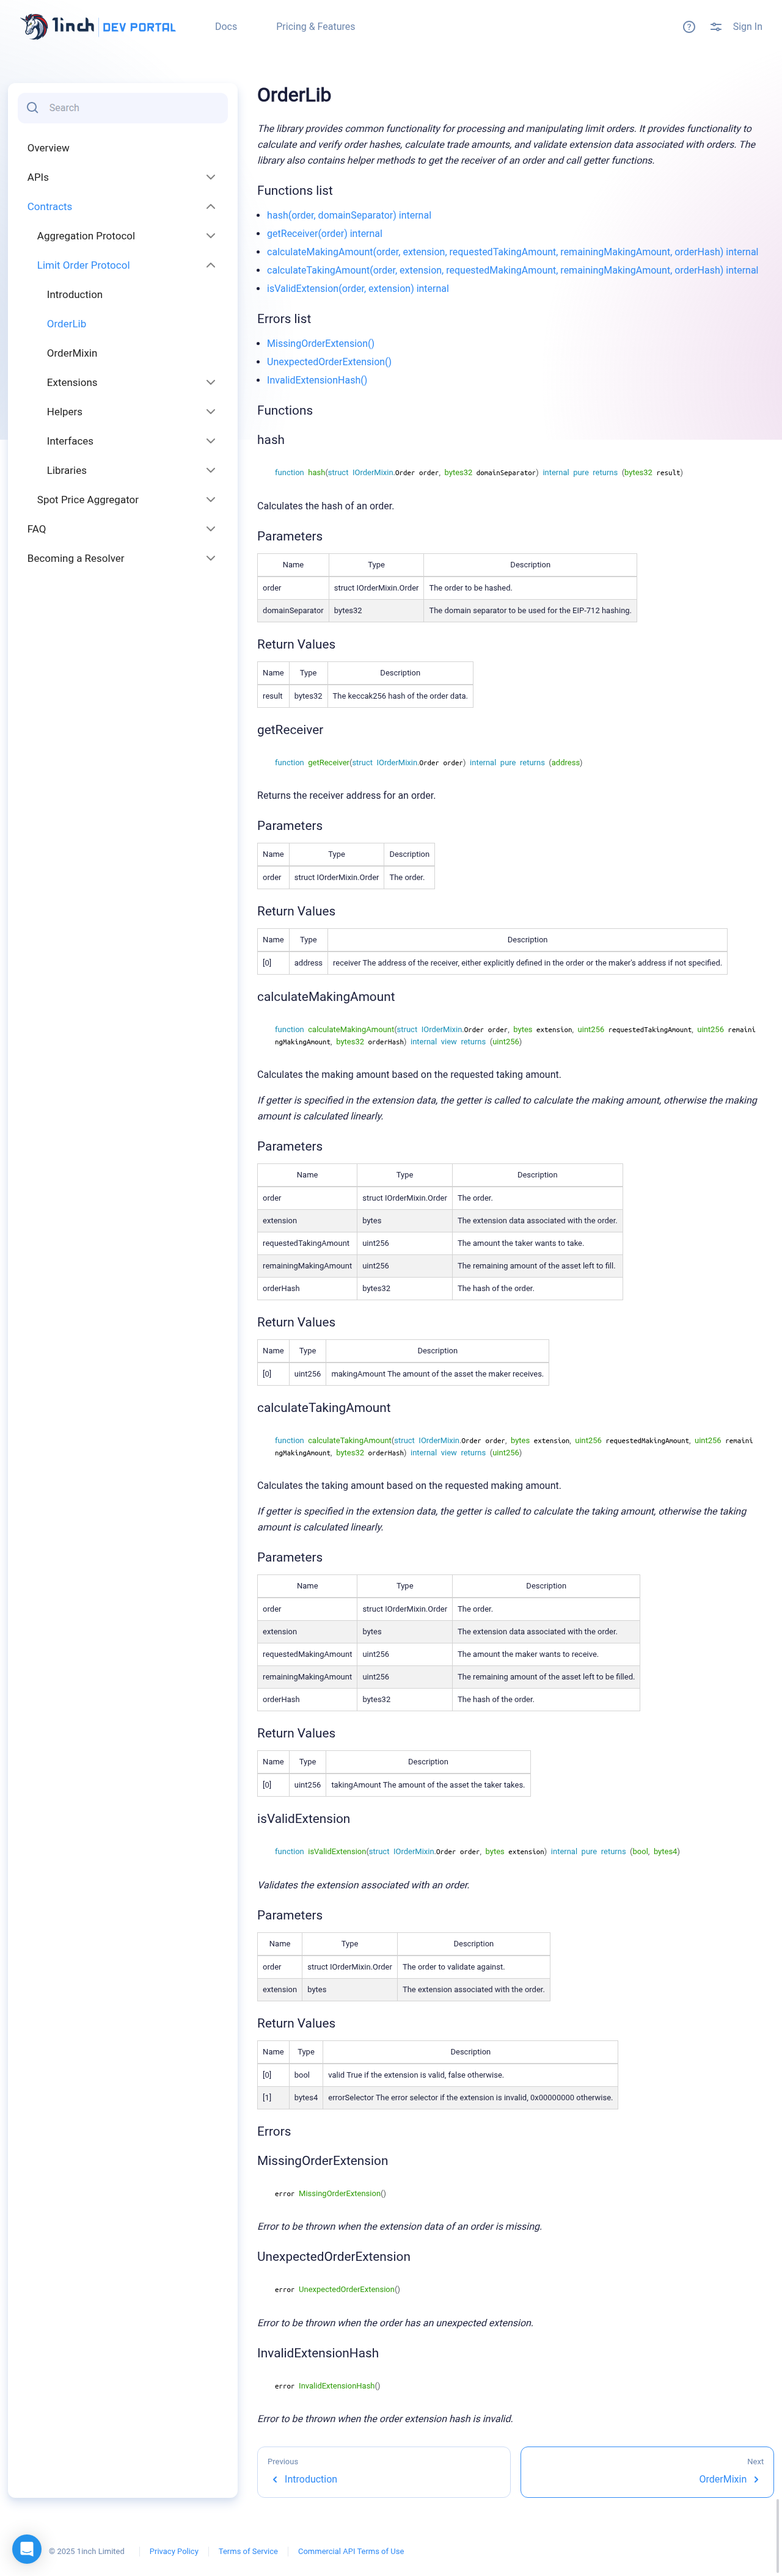 1inch DEV PORTAL
Docs
Pricing & Features
Sign In
Search
Overview
APIs
Contracts
Aggregation Protocol
Limit Order Protocol
Introduction
OrderLib
OrderMixin
Extensions
Helpers
Interfaces
Libraries
Spot Price Aggregator
FAQ
Becoming a Resolver
OrderLib
The library provides common functionality for processing and manipulating limit orders. It provides functionality to
calculate and verify order hashes, calculate trade amounts, and validate extension data associated with orders. The
library also contains helper methods to get the receiver of an order and call getter functions.
Functions list
hash(order, domainSeparator) internal
getReceiver(order) internal
calculateMakingAmount(order, extension, requestedTakingAmount, remainingMakingAmount, orderHash) internal
calculateTakingAmount(order, extension, requestedMakingAmount, remainingMakingAmount, orderHash) internal
isValidExtension(order, extension) internal
Errors list
MissingOrderExtension()
UnexpectedOrderExtension()
InvalidExtensionHash()
Functions
hash
function hash(struct IOrderMixin.Order order, bytes32 domainSeparator) internal pure returns (bytes32 result)
Calculates the hash of an order.
Parameters
Name Type Description
order struct IOrderMixin.Order The order to be hashed.
domainSeparator bytes32 The domain separator to be used for the EIP-712 hashing.
Return Values
Name Type Description
result bytes32 The keccak256 hash of the order data.
getReceiver
function getReceiver(struct IOrderMixin.Order order) internal pure returns (address)
Returns the receiver address for an order.
Parameters
Name Type Description
order struct IOrderMixin.Order The order.
Return Values
Name Type Description
[0] address receiver The address of the receiver, either explicitly defined in the order or the maker's address if not specified.
calculateMakingAmount
function calculateMakingAmount(struct IOrderMixin.Order order, bytes extension, uint256 requestedTakingAmount, uint256 remaini
ngMakingAmount, bytes32 orderHash) internal view returns (uint256)
Calculates the making amount based on the requested taking amount.
If getter is specified in the extension data, the getter is called to calculate the making amount, otherwise the making
amount is calculated linearly.
Parameters
Name Type Description
order struct IOrderMixin.Order The order.
extension bytes The extension data associated with the order.
requestedTakingAmount uint256 The amount the taker wants to take.
remainingMakingAmount uint256 The remaining amount of the asset left to fill.
orderHash bytes32 The hash of the order.
Return Values
Name Type Description
[0] uint256 makingAmount The amount of the asset the maker receives.
calculateTakingAmount
function calculateTakingAmount(struct IOrderMixin.Order order, bytes extension, uint256 requestedMakingAmount, uint256 remaini
ngMakingAmount, bytes32 orderHash) internal view returns (uint256)
Calculates the taking amount based on the requested making amount.
If getter is specified in the extension data, the getter is called to calculate the taking amount, otherwise the taking
amount is calculated linearly.
Parameters
Name Type Description
order struct IOrderMixin.Order The order.
extension bytes The extension data associated with the order.
requestedMakingAmount uint256 The amount the maker wants to receive.
remainingMakingAmount uint256 The remaining amount of the asset left to be filled.
orderHash bytes32 The hash of the order.
Return Values
Name Type Description
[0] uint256 takingAmount The amount of the asset the taker takes.
isValidExtension
function isValidExtension(struct IOrderMixin.Order order, bytes extension) internal pure returns (bool, bytes4)
Validates the extension associated with an order.
Parameters
Name Type Description
order struct IOrderMixin.Order The order to validate against.
extension bytes The extension associated with the order.
Return Values
Name Type Description
[0] bool valid True if the extension is valid, false otherwise.
[1] bytes4 errorSelector The error selector if the extension is invalid, 0x00000000 otherwise.
Errors
MissingOrderExtension
error MissingOrderExtension()
Error to be thrown when the extension data of an order is missing.
UnexpectedOrderExtension
error UnexpectedOrderExtension()
Error to be thrown when the order has an unexpected extension.
InvalidExtensionHash
error InvalidExtensionHash()
Error to be thrown when the order extension hash is invalid.
Previous
Introduction
Next
OrderMixin
© 2025 1inch Limited
Privacy Policy
Terms of Service
Commercial API Terms of Use